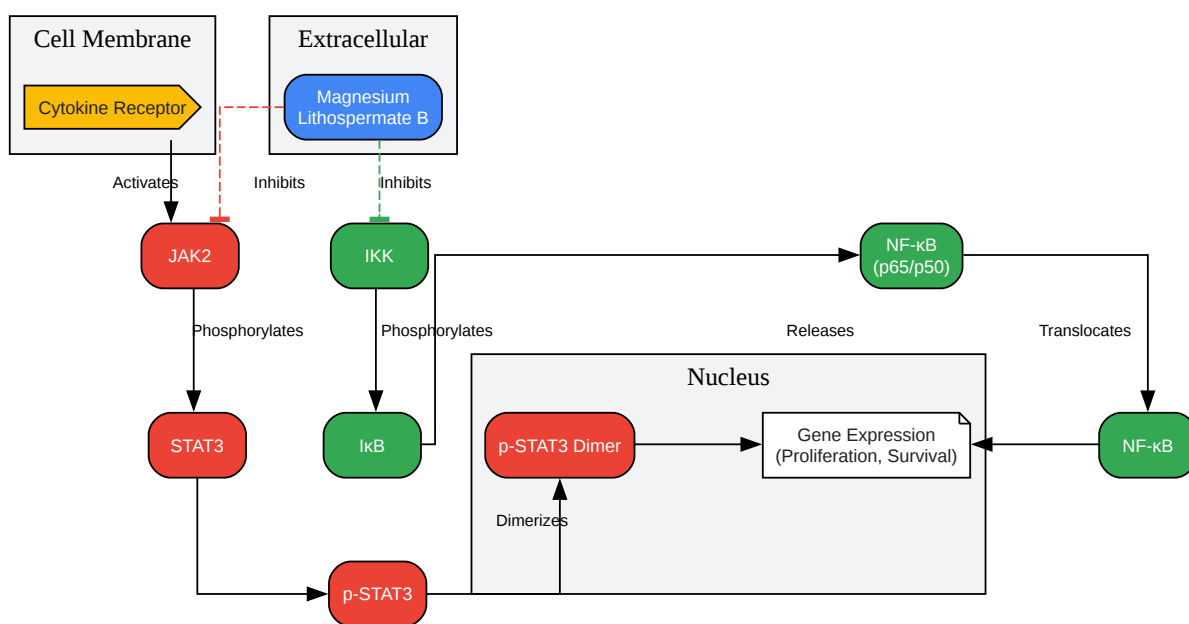 Cell Membrane
Extracellular
Cytokine Receptor
Magnesium
Lithospermate B
Activates
Inhibits
Inhibits
JAK2
IKK
NF-κB
(p65/p50)
Phosphorylates
Phosphorylates
Releases
Translocates
Nucleus
STAT3
IκB
p-STAT3 Dimer
Gene Expression
(Proliferation, Survival)
NF-κB
Dimerizes
p-STAT3